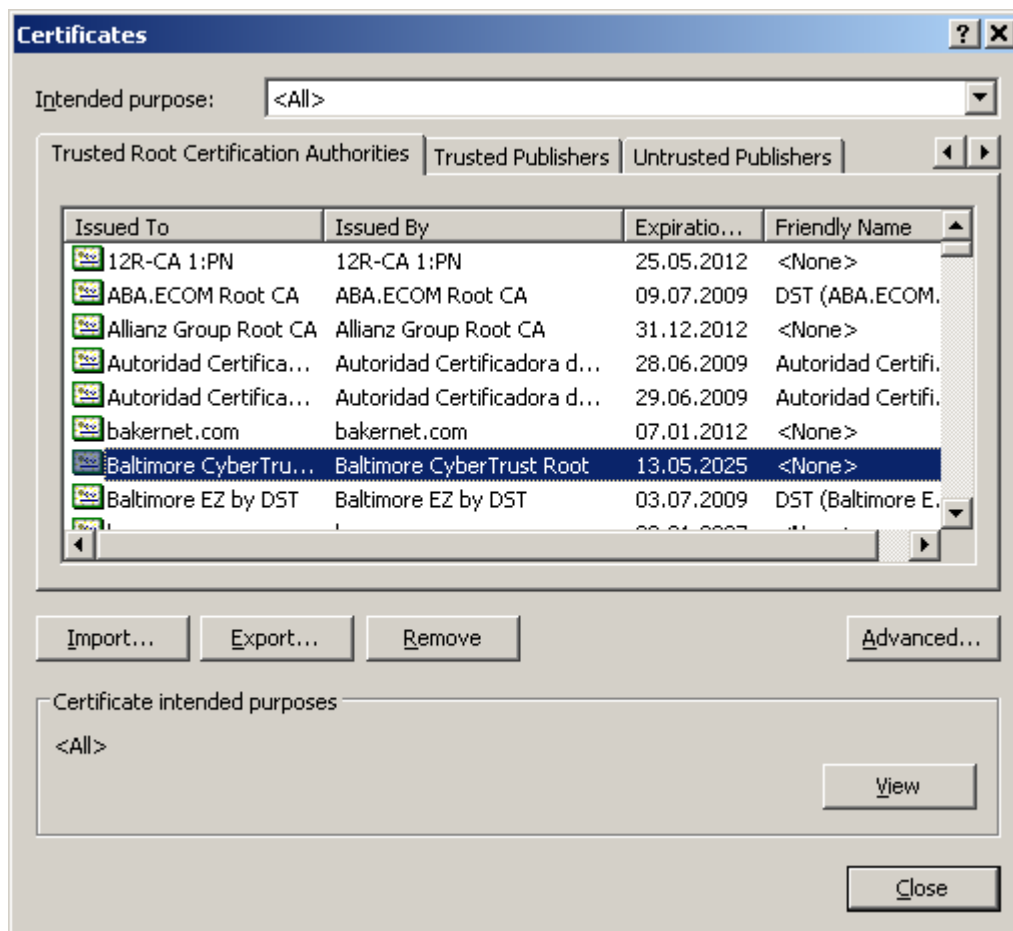 Certificates
Intended purpose: <All>
Trusted Root Certification Authorities Trusted Publishers Untrusted Publishers
Issued To Issued By Expiratio... Friendly Name
12R-CA 1:PN 12R-CA 1:PN 25.05.2012 <None>
ABA.ECOM Root CA ABA.ECOM Root CA 09.07.2009 DST (ABA.ECOM.
Allianz Group Root CA Allianz Group Root CA 31.12.2012 <None>
Autoridad Certifica... Autoridad Certificadora d... 28.06.2009 Autoridad Certifi.
Autoridad Certifica... Autoridad Certificadora d... 29.06.2009 Autoridad Certifi.
bakernet.com bakernet.com 07.01.2012 <None>
Baltimore CyberTru... Baltimore CyberTrust Root 13.05.2025 <None>
Baltimore EZ by DST Baltimore EZ by DST 03.07.2009 DST (Baltimore E.
Import... Export... Remove Advanced...
Certificate intended purposes
<All>
View
Close